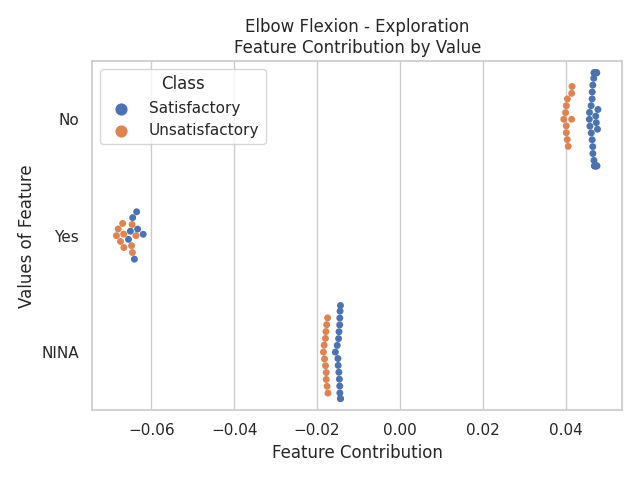 Elbow Flexion - Exploration
Feature Contribution by Value
Class
Satisfactory
Unsatisfactory
Values of Feature
No
Yes
NINA
−0.06 −0.04 −0.02 0.00 0.02 0.04
Feature Contribution